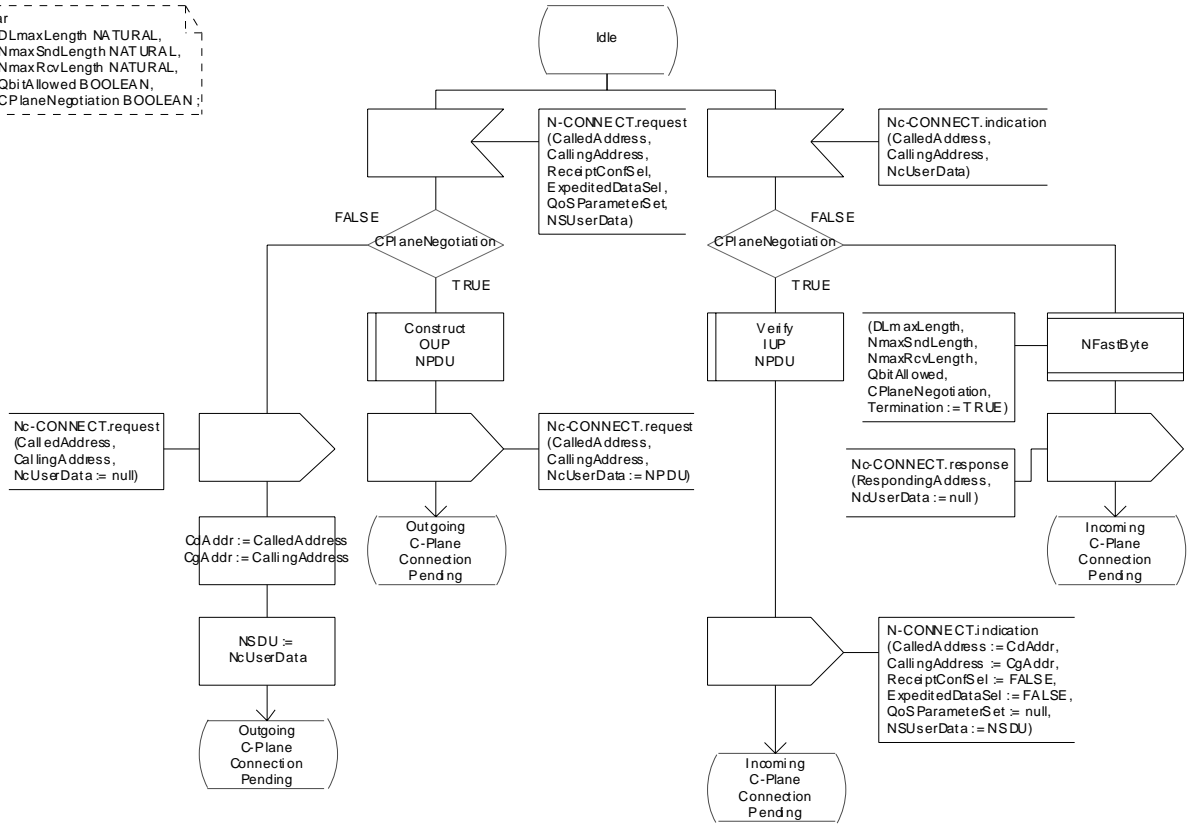 DLmaxLength NATURAL,
NmaxSndLength NATURAL,
NmaxRcvLength NATURAL,
QbitAllowed BOOLEAN,
CPlaneNegotiation BOOLEAN ;
Idle
N-CONNECT.request
(CalledAddress,
CallingAddress,
ReceiptConfSel,
ExpeditedDataSel,
QoSParameterSet,
NSUserData)
Nc-CONNECT.indication
(CalledAddress,
CallingAddress,
NcUserData)
FALSE
CPlaneNegotiation
TRUE
FALSE
CPlaneNegotiation
TRUE
Construct
OUP
NPDU
Verify
IUP
NPDU
(DLmaxLength,
NmaxSndLength,
NmaxRcvLength,
QbitAllowed,
CPlaneNegotiation,
Termination := TRUE)
NFastByte
Nc-CONNECT.request
(CalledAddress,
CallingAddress,
NcUserData := null)
Nc-CONNECT.request
(CalledAddress,
CallingAddress,
NcUserData := NPDU)
Nc-CONNECT.response
(RespondingAddress,
NcUserData := null)
CdAddr := CalledAddress
CgAddr := CallingAddress
Outgoing
C-Plane
Connection
Pending
Incoming
C-Plane
Connection
Pending
NSDU :=
NcUserData
N-CONNECT.indication
(CalledAddress := CdAddr,
CallingAddress := CgAddr,
ReceiptConfSel := FALSE,
ExpeditedDataSel := FALSE,
QoSParameterSet := null,
NSUserData := NSDU)
Outgoing
C-Plane
Connection
Pending
Incoming
C-Plane
Connection
Pending